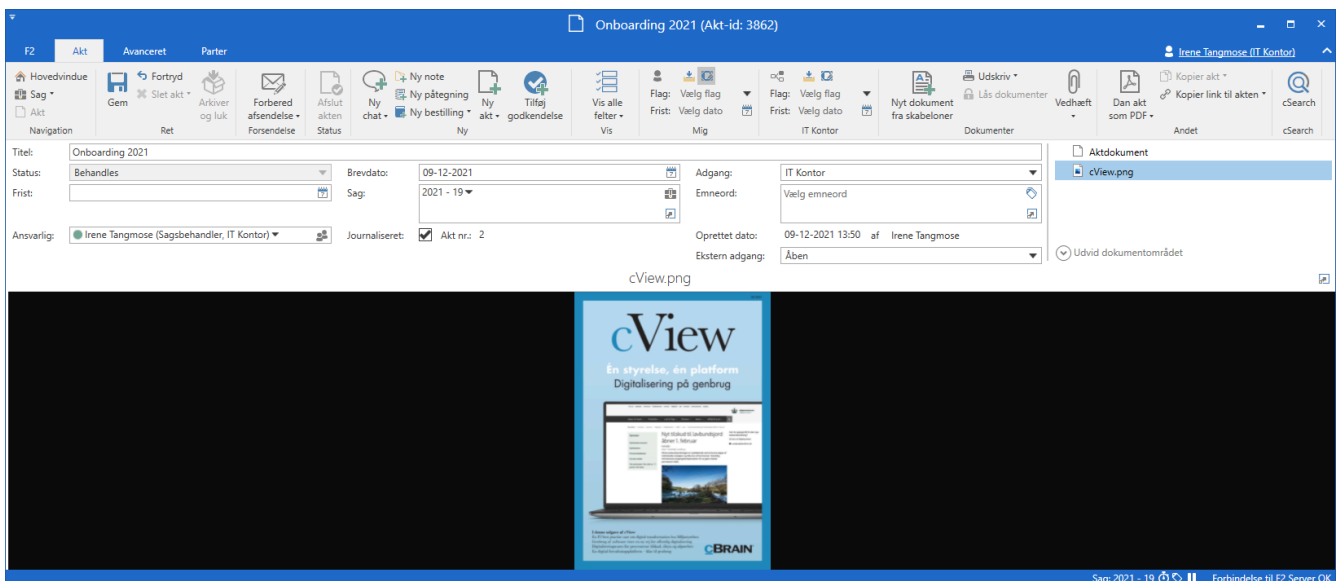 Onboarding 2021 (Akt-id: 3862)
F2 Akt Avanceret Parter Irene Tangmose (IT Kontor)
Hovedvindue
Sag
Akt
Navigation
Gem
Fortryd
Slet akt
Arkiver og luk
Ret
Forbered afsendelse
Forsendelse
Afslut akten
Status
Ny chat
Ny note
Ny påtegning
Ny bestilling
Ny akt
Tilføj godkendelse
Ny
Vis alle felter
Vis
Flag: Vælg flag
Frist: Vælg dato
Mig
Flag: Vælg flag
Frist: Vælg dato
IT Kontor
Nyt dokument fra skabeloner
Udskriv
Lås dokumenter
Vedhæft
Dokumenter
Dan akt som PDF
Kopier akt
Kopier link til akten
Andet
cSearch
cSearch
Titel: Onboarding 2021
Status: Behandles
Brevdato: 09-12-2021
Adgang: IT Kontor
Frist:
Sag: 2021 - 19
Emneord: Vælg emneord
Ansvarlig: Irene Tangmose (Sagsbehandler, IT Kontor)
Journaliseret: Akt nr.: 2
Oprettet dato: 09-12-2021 13:50 af Irene Tangmose
Ekstern adgang: Åben
Aktdokument
cView.png
Udvid dokumentområdet
cView.png
cView
Én styrelse, én platform
Digitalisering på genbrug
åbner 1. februar
cBRAIN
Sag: 2021 - 19 Forbindelse til F2 Server OK